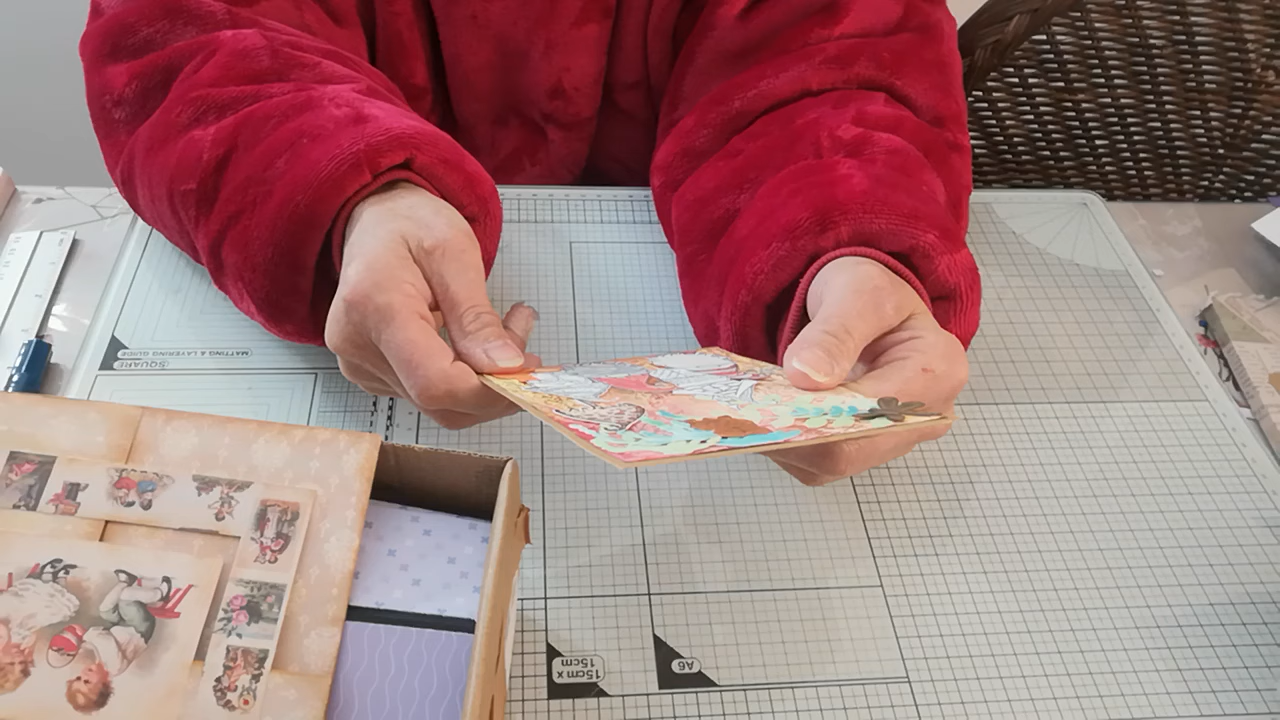 MATTING & LAYERING GUIDE
SQUARE
15cm x
15cm
A6